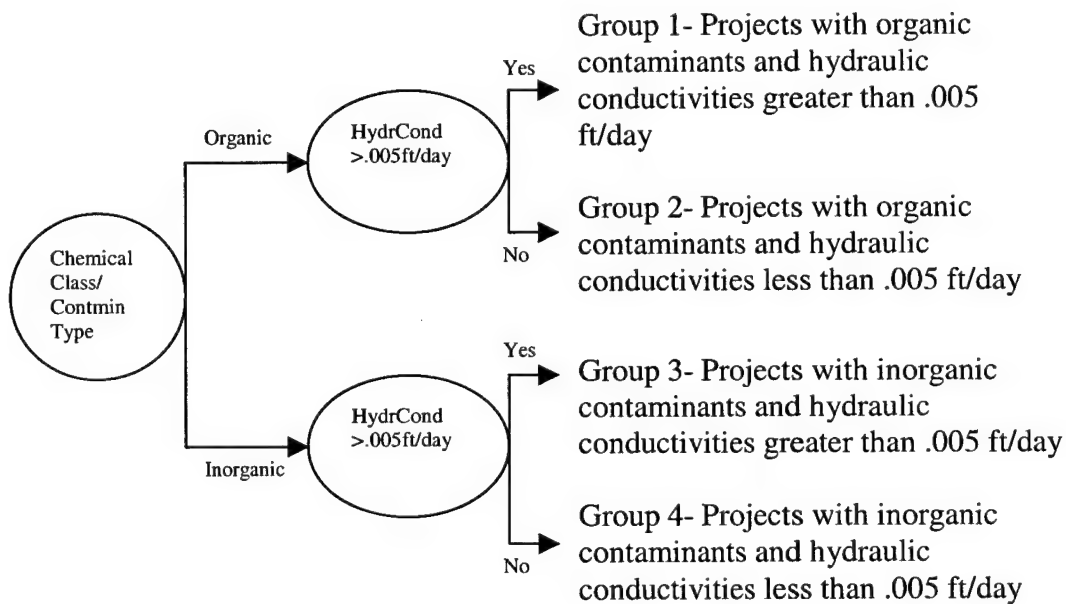 Chemical
Class/
Contmin
Type
Organic
HydrCond
>.005ft/day
Yes
Group 1- Projects with organic
contaminants and hydraulic
conductivities greater than .005
ft/day
No
Group 2- Projects with organic
contaminants and hydraulic
conductivities less than .005 ft/day
Inorganic
HydrCond
>.005ft/day
Yes
Group 3- Projects with inorganic
contaminants and hydraulic
conductivities greater than .005 ft/day
No
Group 4- Projects with inorganic
contaminants and hydraulic
conductivities less than .005 ft/day